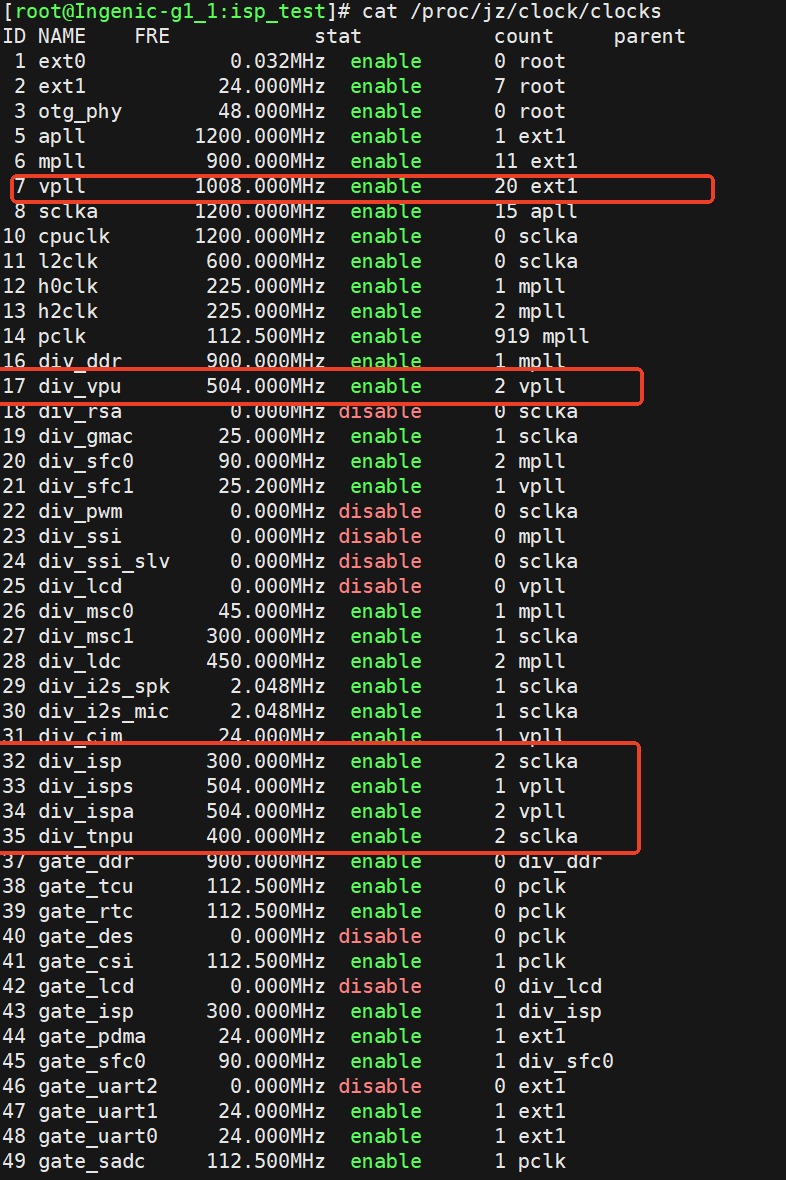 [root@Ingenic-g1_1:isp_test]# cat /proc/jz/clock/clocks
ID NAME    FRE            stat           count     parent
 1 ext0            0.032MHz  enable      0 root
 2 ext1           24.000MHz  enable      7 root
 3 otg_phy        48.000MHz  enable      0 root
 5 apll         1200.000MHz  enable      1 ext1
 6 mpll          900.000MHz  enable      11 ext1
 7 vpll         1008.000MHz  enable      20 ext1
 8 sclka        1200.000MHz  enable      15 apll
10 cpuclk       1200.000MHz  enable      0 sclka
11 l2clk         600.000MHz  enable      0 sclka
12 h0clk         225.000MHz  enable      1 mpll
13 h2clk         225.000MHz  enable      2 mpll
14 pclk          112.500MHz  enable      919 mpll
16 div_ddr       900.000MHz  enable      1 mpll
17 div_vpu       504.000MHz  enable      2 vpll
18 div_rsa         0.000MHz disable      0 sclka
19 div_gmac       25.000MHz  enable      1 sclka
20 div_sfc0       90.000MHz  enable      2 mpll
21 div_sfc1       25.200MHz  enable      1 vpll
22 div_pwm         0.000MHz disable      0 sclka
23 div_ssi         0.000MHz disable      0 mpll
24 div_ssi_slv     0.000MHz disable      0 sclka
25 div_lcd         0.000MHz disable      0 vpll
26 div_msc0       45.000MHz  enable      1 mpll
27 div_msc1      300.000MHz  enable      1 sclka
28 div_ldc       450.000MHz  enable      2 mpll
29 div_i2s_spk     2.048MHz  enable      1 sclka
30 div_i2s_mic     2.048MHz  enable      1 sclka
31 div_cim        24.000MHz  enable      1 vpll
32 div_isp       300.000MHz  enable      2 sclka
33 div_isps      504.000MHz  enable      1 vpll
34 div_ispa      504.000MHz  enable      2 vpll
35 div_tnpu      400.000MHz  enable      2 sclka
37 gate_ddr      900.000MHz  enable      0 div_ddr
38 gate_tcu      112.500MHz  enable      0 pclk
39 gate_rtc      112.500MHz  enable      0 pclk
40 gate_des        0.000MHz disable      0 pclk
41 gate_csi      112.500MHz  enable      1 pclk
42 gate_lcd        0.000MHz disable      0 div_lcd
43 gate_isp      300.000MHz  enable      1 div_isp
44 gate_pdma      24.000MHz  enable      1 ext1
45 gate_sfc0      90.000MHz  enable      1 div_sfc0
46 gate_uart2      0.000MHz disable      0 ext1
47 gate_uart1     24.000MHz  enable      1 ext1
48 gate_uart0     24.000MHz  enable      1 ext1
49 gate_sadc     112.500MHz  enable      1 pclk